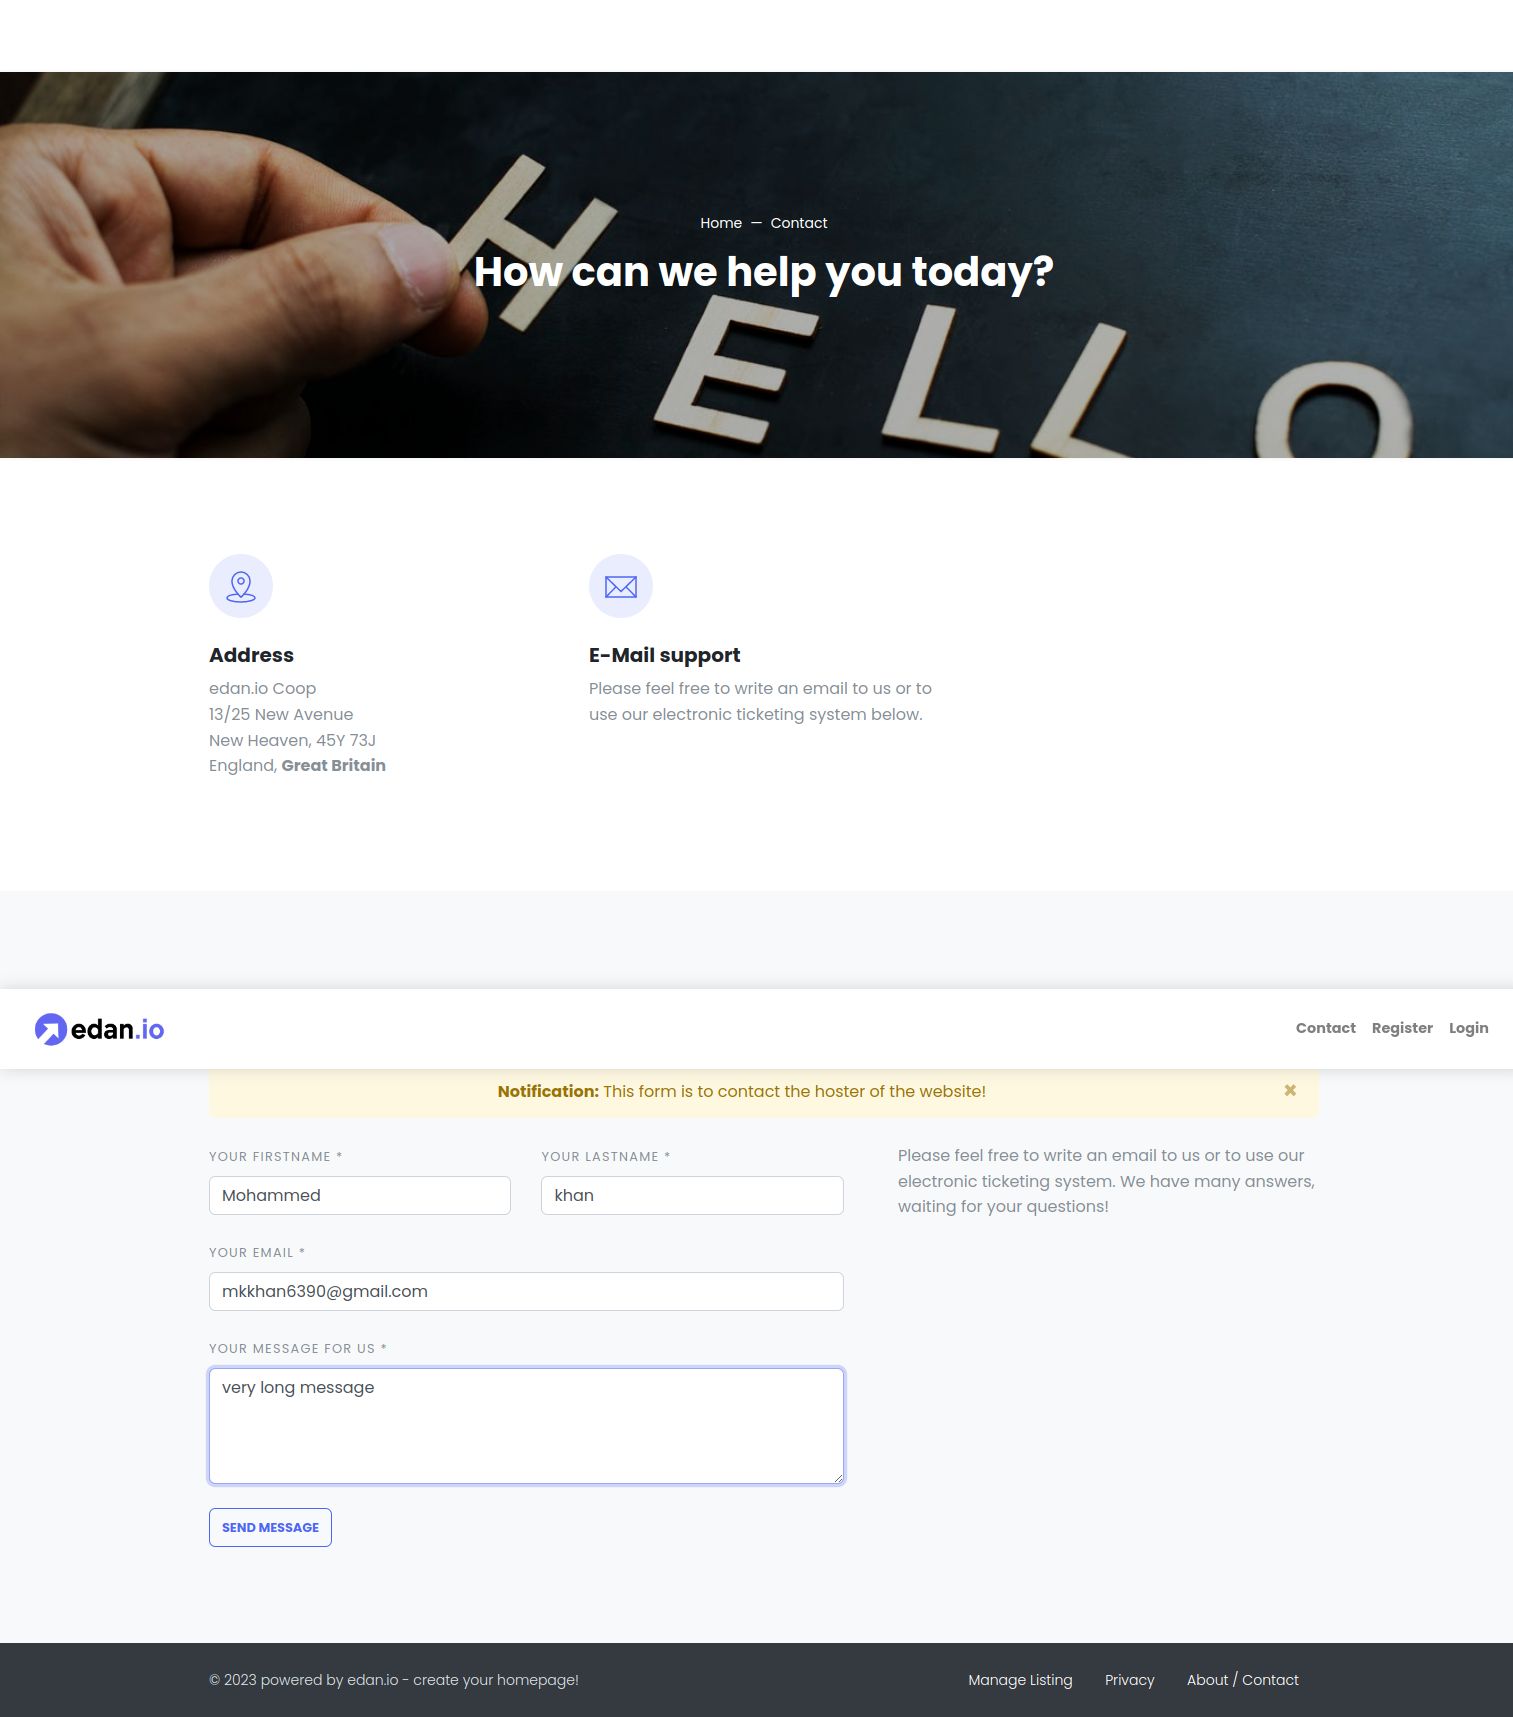 Home — Contact
How can we help you today?
HELLO
Address
edan.io Coop
13/25 New Avenue
New Heaven, 45Y 73J
England, Great Britain
E-Mail support
Please feel free to write an email to us or to
use our electronic ticketing system below.
edan.io
Contact Register Login
Notification: This form is to contact the hoster of the website!
YOUR FIRSTNAME *
Mohammed
YOUR LASTNAME *
khan
YOUR EMAIL *
mkkhan6390@gmail.com
YOUR MESSAGE FOR US *
very long message
SEND MESSAGE
Please feel free to write an email to us or to use our
electronic ticketing system. We have many answers,
waiting for your questions!
© 2023 powered by edan.io - create your homepage!
Manage Listing Privacy About / Contact